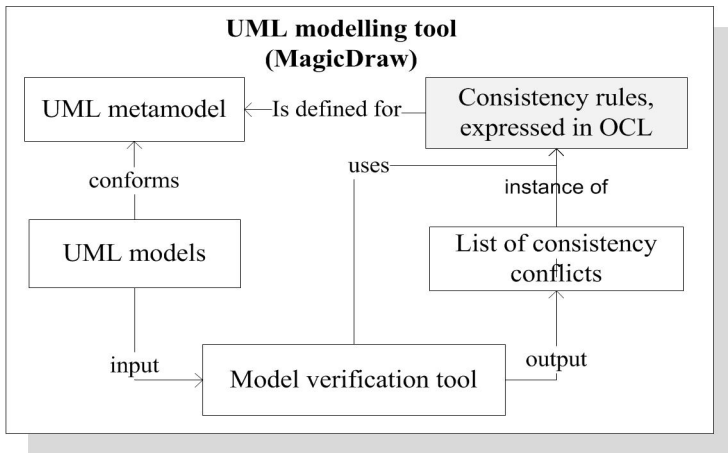 UML modelling tool
(MagicDraw)
UML metamodel
Is defined for
Consistency rules,
expressed in OCL
conforms
uses
instance of
UML models
List of consistency
conflicts
input
Model verification tool
output